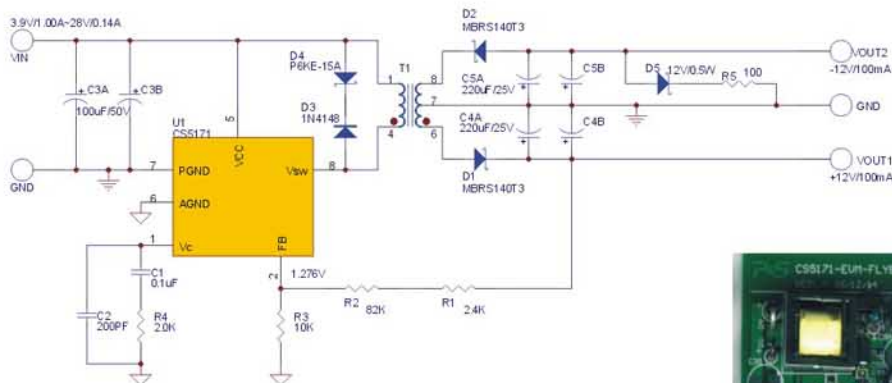 3.9V/1.00A~28V/0.14A
VIN
C3A
100uF/50V
C3B
GND
U1
CS5171
5
VCC
7
PGND
6
AGND
1
Vc
Vsw
8
FB
2
1.276V
C1
0.1uF
C2
200PF
R4
2.0K
R3
10K
R2
82K
R1
2.4K
D4
P6KE-15A
D3
1N4148
T1
1
4
8
7
6
D2
MBRS140T3
D1
MBRS140T3
C5A
220uF/25V
C5B
C4A
220uF/25V
C4B
D5
12V/0.5W
R5
100
VOUT2
-12V/100mA
GND
VOUT1
+12V/100mA
CS5171-EVM-FLYB